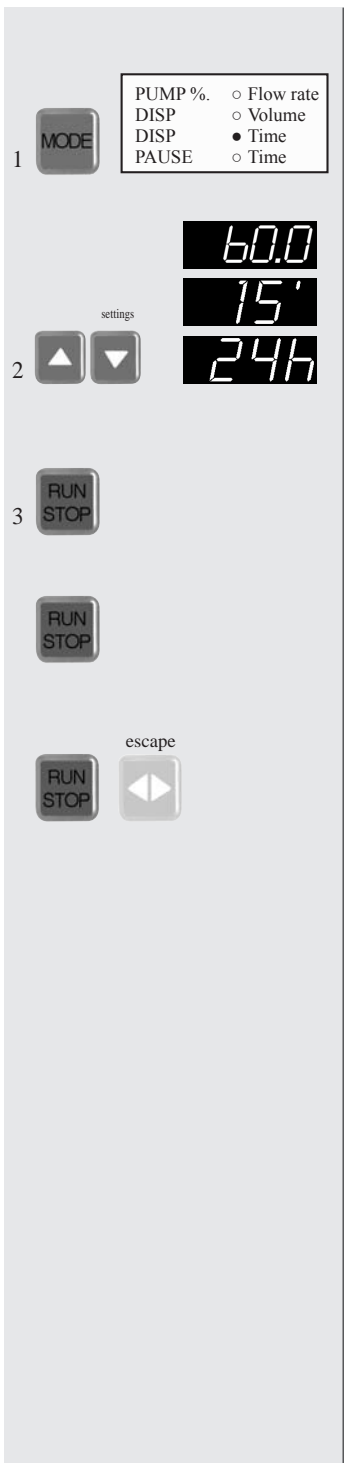 PUMP %. ○ Flow rate
DISP ○ Volume
DISP ● Time
PAUSE ○ Time
1 MODE
60.0
15'
settings
2 24h
3 RUN
STOP
RUN
STOP
escape
RUN
STOP